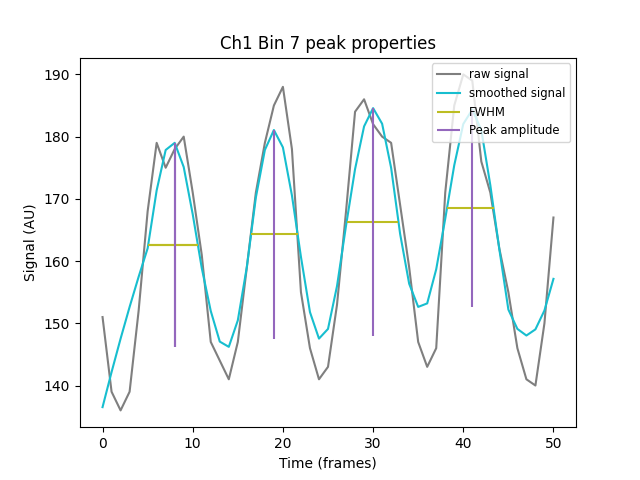 Ch1 Bin 7 peak properties
raw signal
smoothed signal
FWHM
Peak amplitude
Signal (AU)
190
180
170
160
150
140
0 10 20 30 40 50
Time (frames)